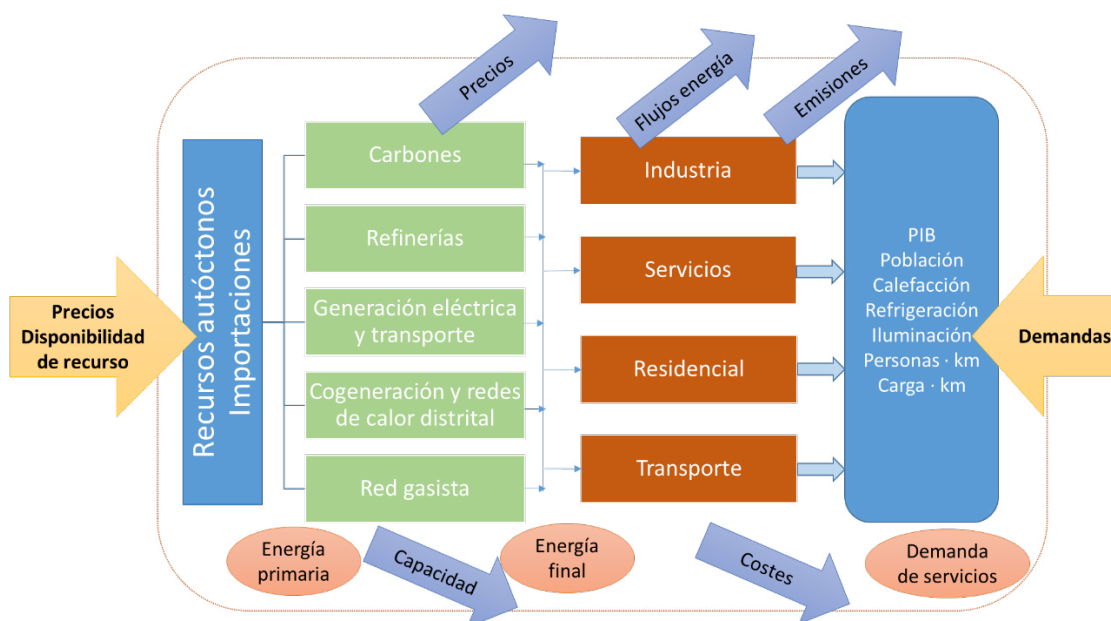 Precios
Flujos energía
Emisiones
Precios
Disponibilidad
de recurso
Recursos autóctonos
Importaciones
Carbones
Refinerías
Generación eléctrica
y transporte
Cogeneración y redes
de calor distrital
Red gasista
Industria
Servicios
Residencial
Transporte
PIB
Población
Calefacción
Refrigeración
Iluminación
Personas · km
Carga · km
Demandas
Energía
primaria
Capacidad
Energía
final
Costes
Demanda
de servicios